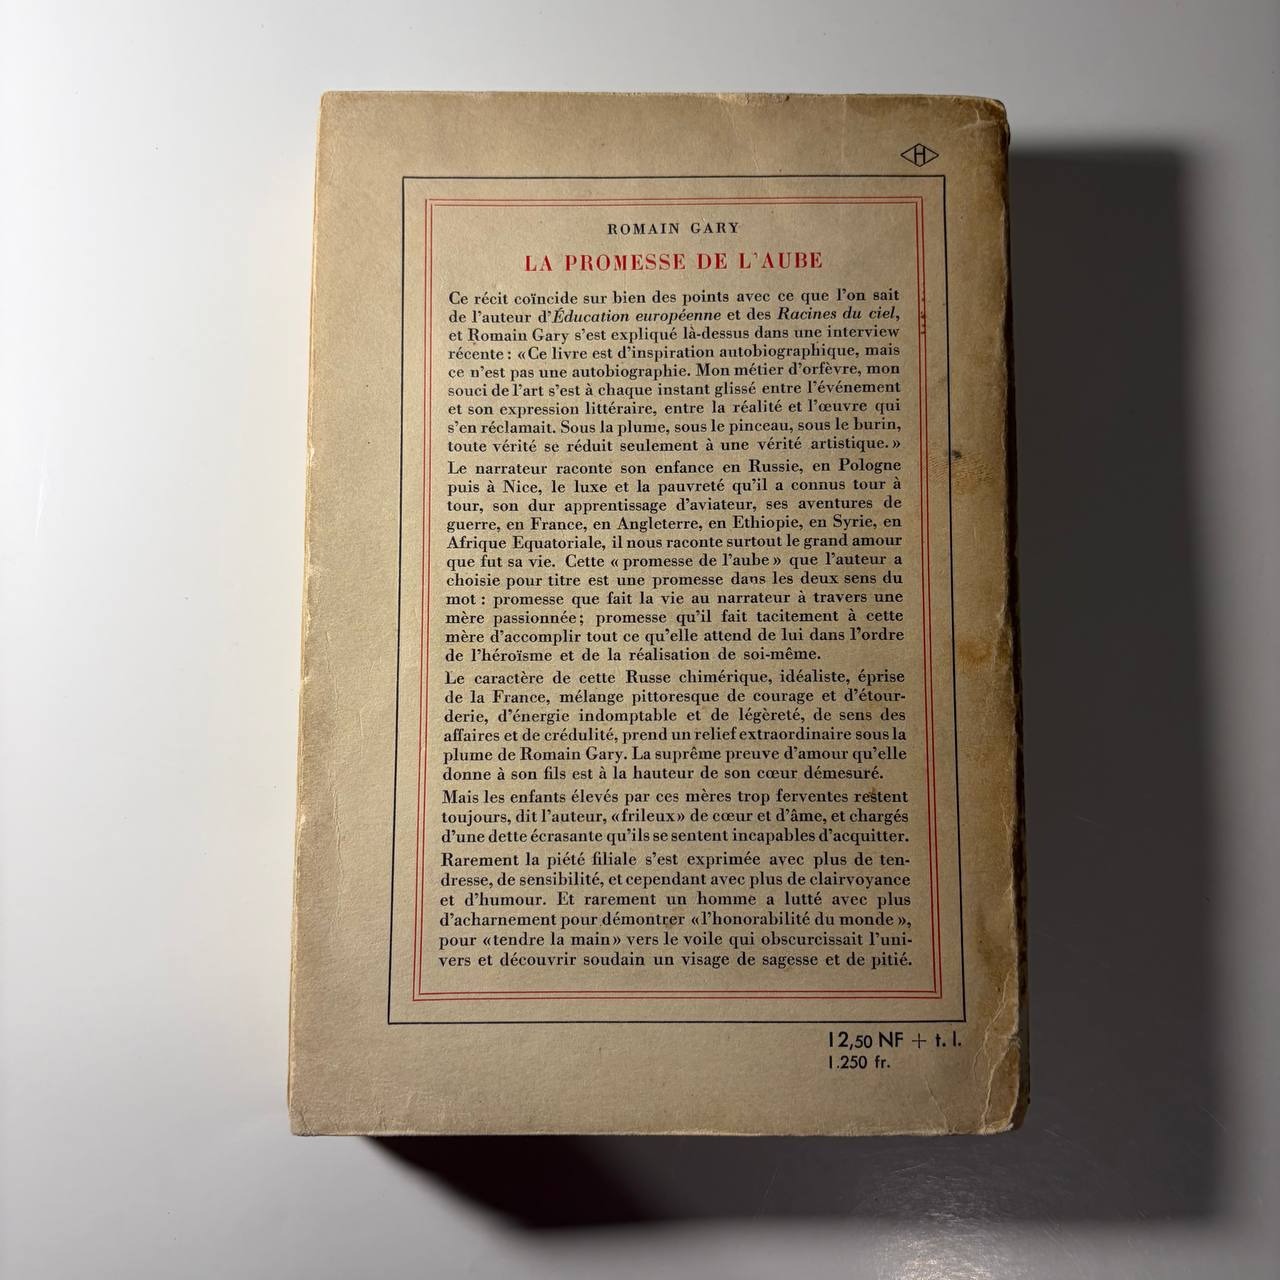 H
ROMAIN GARY
LA PROMESSE DE L'AUBE
Ce récit coïncide sur bien des points avec ce que l'on sait
de l'auteur d'Éducation européenne et des Racines du ciel,
et Romain Gary s'est expliqué là-dessus dans une interview
récente : « Ce livre est d'inspiration autobiographique, mais
ce n'est pas une autobiographie. Mon métier d'orfèvre, mon
souci de l'art s'est à chaque instant glissé entre l'événement
et son expression littéraire, entre la réalité et l'œuvre qui
s'en réclamait. Sous la plume, sous le pinceau, sous le burin,
toute vérité se réduit seulement à une vérité artistique. »
Le narrateur raconte son enfance en Russie, en Pologne
puis à Nice, le luxe et la pauvreté qu'il a connus tour à
tour, son dur apprentissage d'aviateur, ses aventures de
guerre, en France, en Angleterre, en Ethiopie, en Syrie, en
Afrique Equatoriale, il nous raconte surtout le grand amour
que fut sa vie. Cette « promesse de l'aube » que l'auteur a
choisie pour titre est une promesse dans les deux sens du
mot : promesse que fait la vie au narrateur à travers une
mère passionnée ; promesse qu'il fait tacitement à cette
mère d'accomplir tout ce qu'elle attend de lui dans l'ordre
de l'héroïsme et de la réalisation de soi-même.
Le caractère de cette Russe chimérique, idéaliste, éprise
de la France, mélange pittoresque de courage et d'étour-
derie, d'énergie indomptable et de légèreté, de sens des
affaires et de crédulité, prend un relief extraordinaire sous la
plume de Romain Gary. La suprême preuve d'amour qu'elle
donne à son fils est à la hauteur de son cœur démesuré.
Mais les enfants élevés par ces mères trop ferventes restent
toujours, dit l'auteur, « frileux » de cœur et d'âme, et chargés
d'une dette écrasante qu'ils se sentent incapables d'acquitter.
Rarement la piété filiale s'est exprimée avec plus de ten-
dresse, de sensibilité, et cependant avec plus de clairvoyance
et d'humour. Et rarement un homme a lutté avec plus
d'acharnement pour démontrer « l'honorabilité du monde »,
pour « tendre la main » vers le voile qui obscurcissait l'uni-
vers et découvrir soudain un visage de sagesse et de pitié.
12,50 NF + t. l.
1.250 fr.